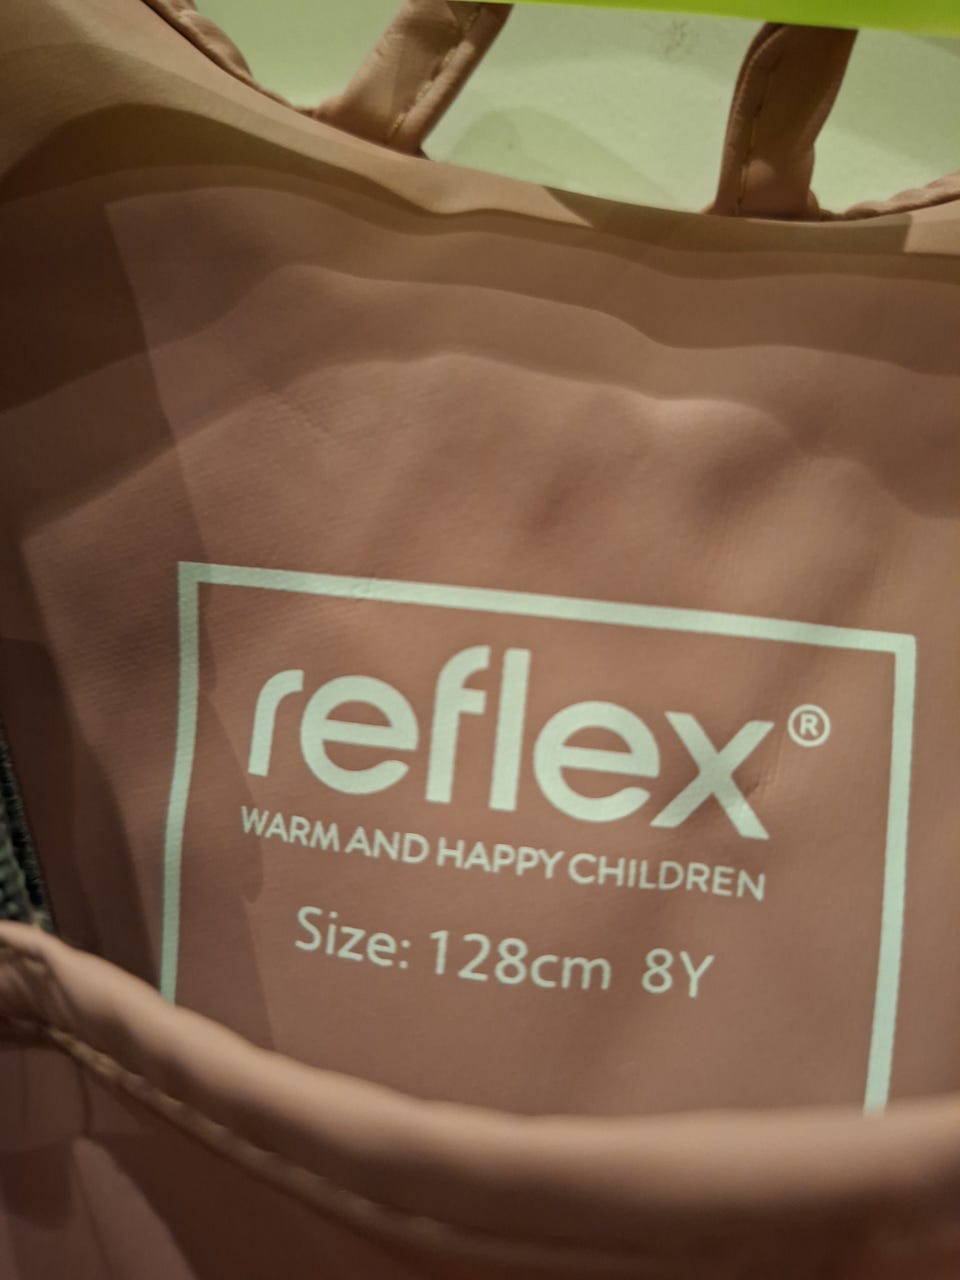 reflex®
WARM AND HAPPY CHILDREN
Size: 128cm 8Y